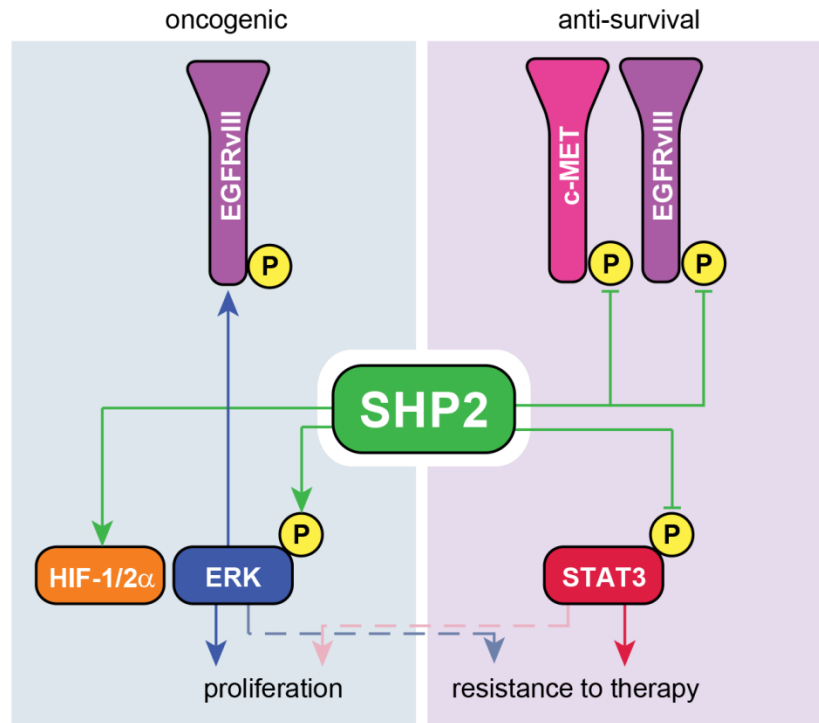 oncogenic
anti-survival
EGFRvIII
P
c-MET
P
EGFRvIII
P
SHP2
P
HIF-1/2α
ERK
P
STAT3
proliferation
resistance to therapy